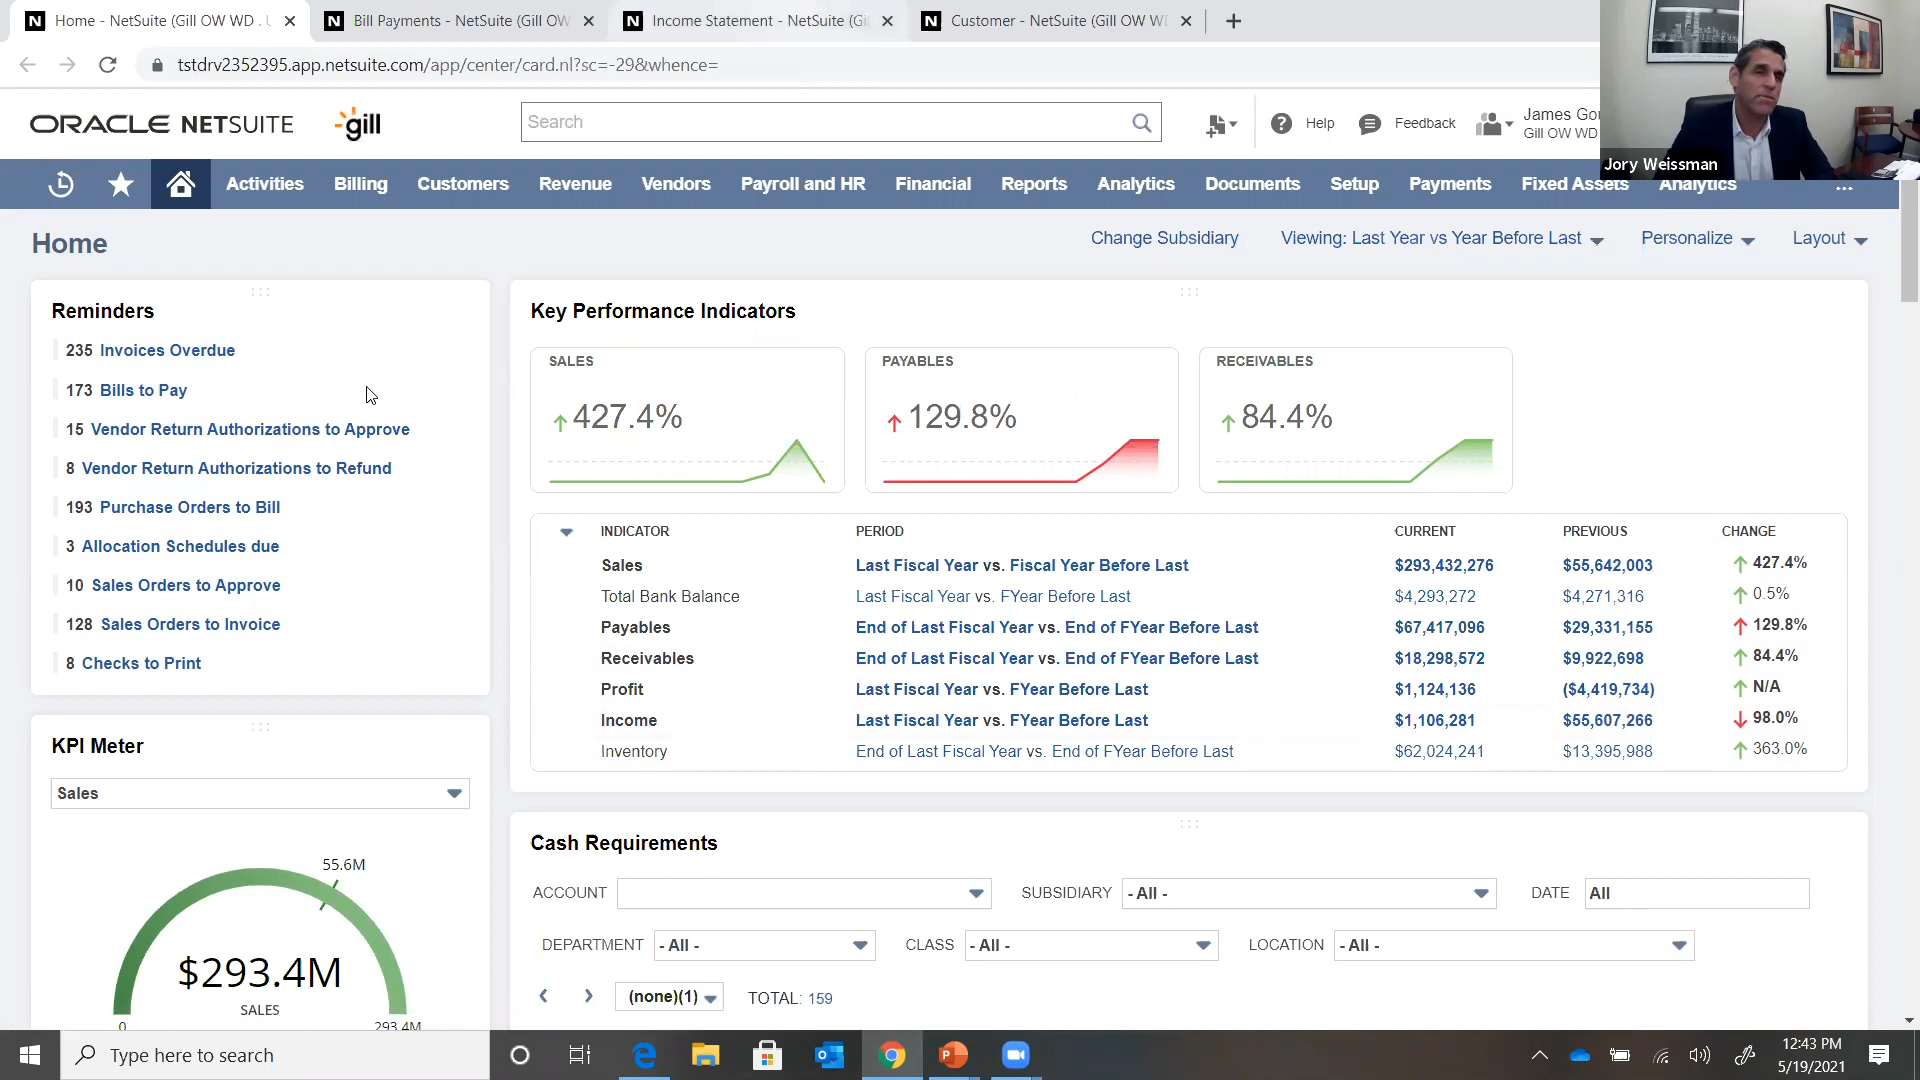 Home - NetSuite (Gill OW WD . U
Bill Payments - NetSuite (Gill OW
Income Statement - NetSuite (Gil
Customer - NetSuite (Gill OW W
tstdrv2352395.app.netsuite.com/app/center/card.nl?sc=-29&whence=
ORACLE NETSUITE
gill
Search
Help
Feedback
James Go
Gill OW WD
Jory Weissman
Activities Billing Customers Revenue Vendors Payroll and HR Financial Reports Analytics Documents Setup Payments Fixed Assets Analytics ...
Home
Change Subsidiary
Viewing: Last Year vs Year Before Last
Personalize
Layout
Reminders
235 Invoices Overdue
173 Bills to Pay
15 Vendor Return Authorizations to Approve
8 Vendor Return Authorizations to Refund
193 Purchase Orders to Bill
3 Allocation Schedules due
10 Sales Orders to Approve
128 Sales Orders to Invoice
8 Checks to Print
KPI Meter
Sales
55.6M
$293.4M
SALES
0
293.4M
Key Performance Indicators
SALES
427.4%
PAYABLES
129.8%
RECEIVABLES
84.4%
INDICATOR PERIOD CURRENT PREVIOUS CHANGE
Sales Last Fiscal Year vs. Fiscal Year Before Last $293,432,276 $55,642,003 427.4%
Total Bank Balance Last Fiscal Year vs. FYear Before Last $4,293,272 $4,271,316 0.5%
Payables End of Last Fiscal Year vs. End of FYear Before Last $67,417,096 $29,331,155 129.8%
Receivables End of Last Fiscal Year vs. End of FYear Before Last $18,298,572 $9,922,698 84.4%
Profit Last Fiscal Year vs. FYear Before Last $1,124,136 ($4,419,734) N/A
Income Last Fiscal Year vs. FYear Before Last $1,106,281 $55,607,266 98.0%
Inventory End of Last Fiscal Year vs. End of FYear Before Last $62,024,241 $13,395,988 363.0%
Cash Requirements
ACCOUNT
SUBSIDIARY - All -
DATE All
DEPARTMENT - All -
CLASS - All -
LOCATION - All -
(none)(1)
TOTAL: 159
Type here to search
12:43 PM
5/19/2021